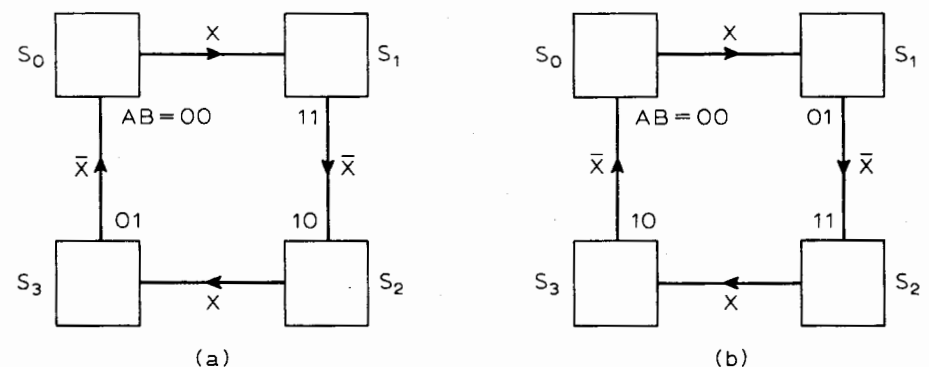 X X
S₀ S₁ S₀ S₁
AB=00 11 AB=00 01
X̄ X̄ X̄ X̄
01 10 10 11
S₃ S₂ S₃ S₂
X X
(a) (b)